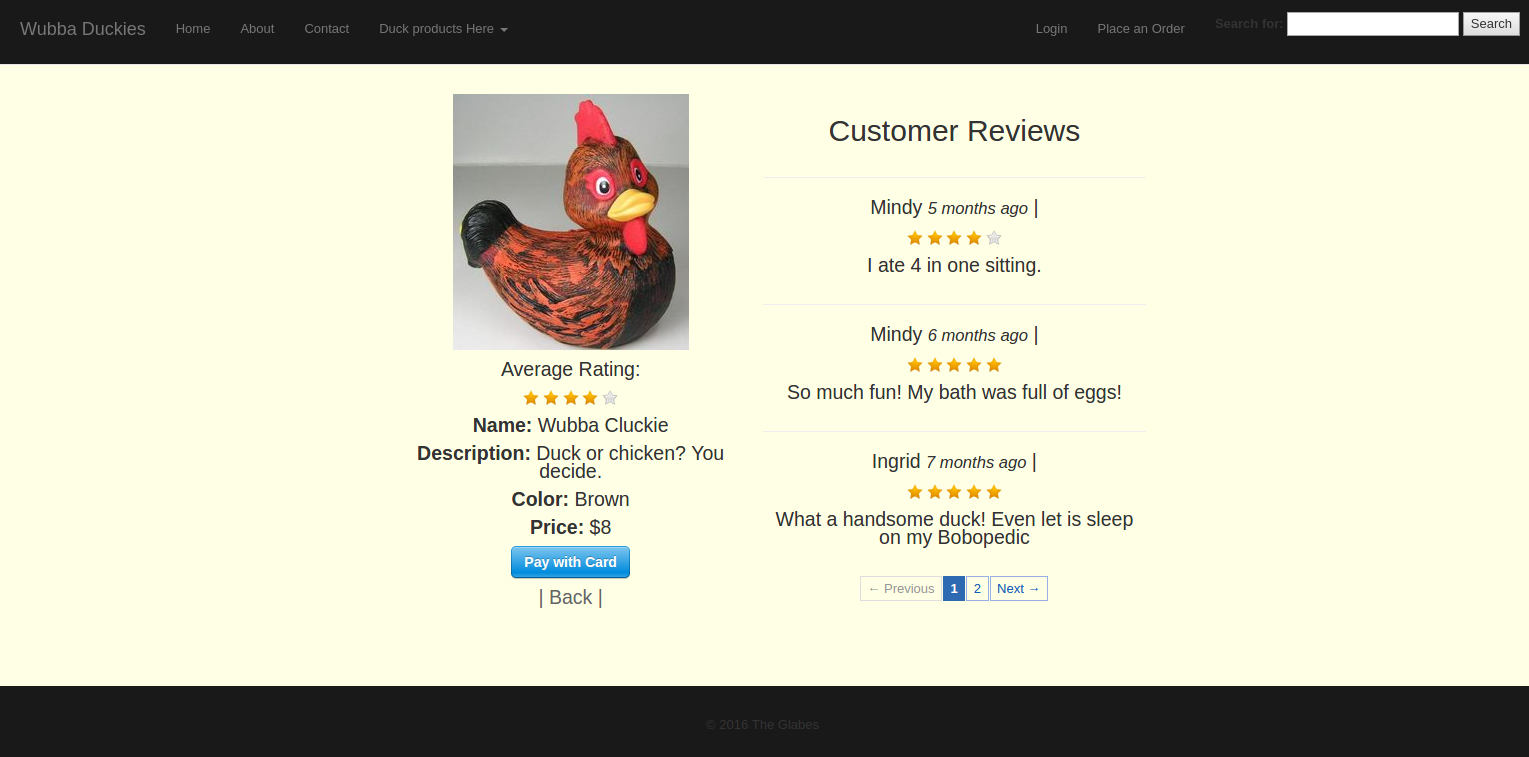 Wubba Duckies Home About Contact Duck products Here Login Place an Order Search for: Search
Average Rating:
Name: Wubba Cluckie
Description: Duck or chicken? You
decide.
Color: Brown
Price: $8
Pay with Card
| Back |
Customer Reviews
Mindy 5 months ago |
I ate 4 in one sitting.
Mindy 6 months ago |
So much fun! My bath was full of eggs!
Ingrid 7 months ago |
What a handsome duck! Even let is sleep
on my Bobopedic
← Previous 1 2 Next →
© 2016 The Glabes